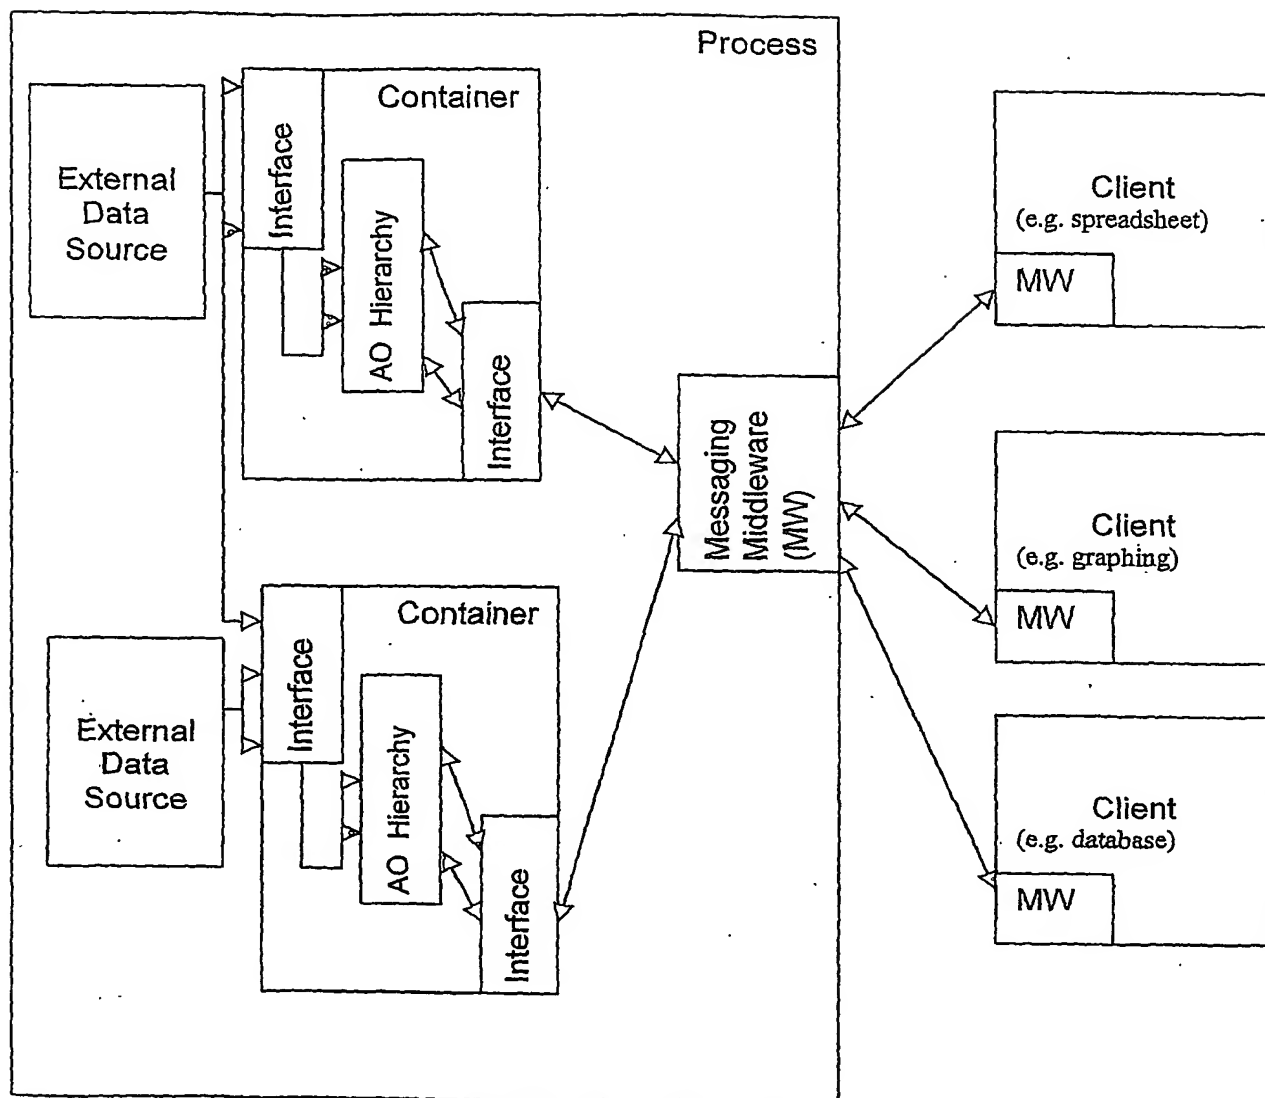 Process
External
Data
Source
Interface
Container
AO Hierarchy
Interface
Messaging
Middleware
(MW)
Client
(e.g. spreadsheet)
MW
Client
(e.g. graphing)
MW
External
Data
Source
Interface
Container
AO Hierarchy
Interface
Client
(e.g. database)
MW